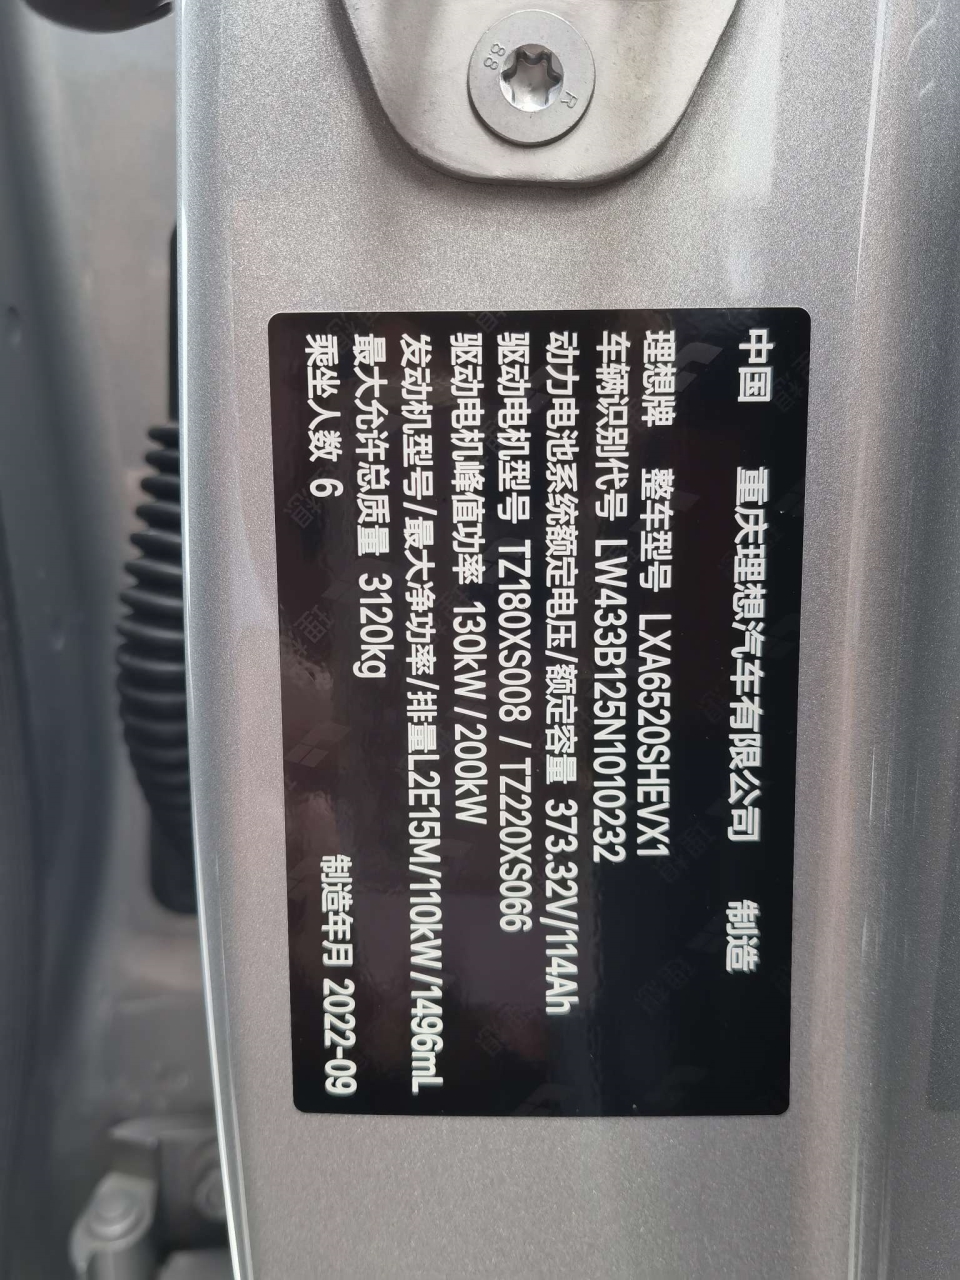 88 R
中国 重庆理想汽车有限公司 制造
理想牌 整车型号 LXA6520SHEVX1
车辆识别代号 LW433B125N1010232
动力电池系统额定电压/额定容量 373.32V/114Ah
驱动电机型号 TZ180XS008 / TZ220XS066
驱动电机峰值功率 130kW/200kW
发动机型号/最大净功率/排量L2E15M/110kW/1496mL
最大允许总质量 3120kg
乘坐人数 6 制造年月 2022-09